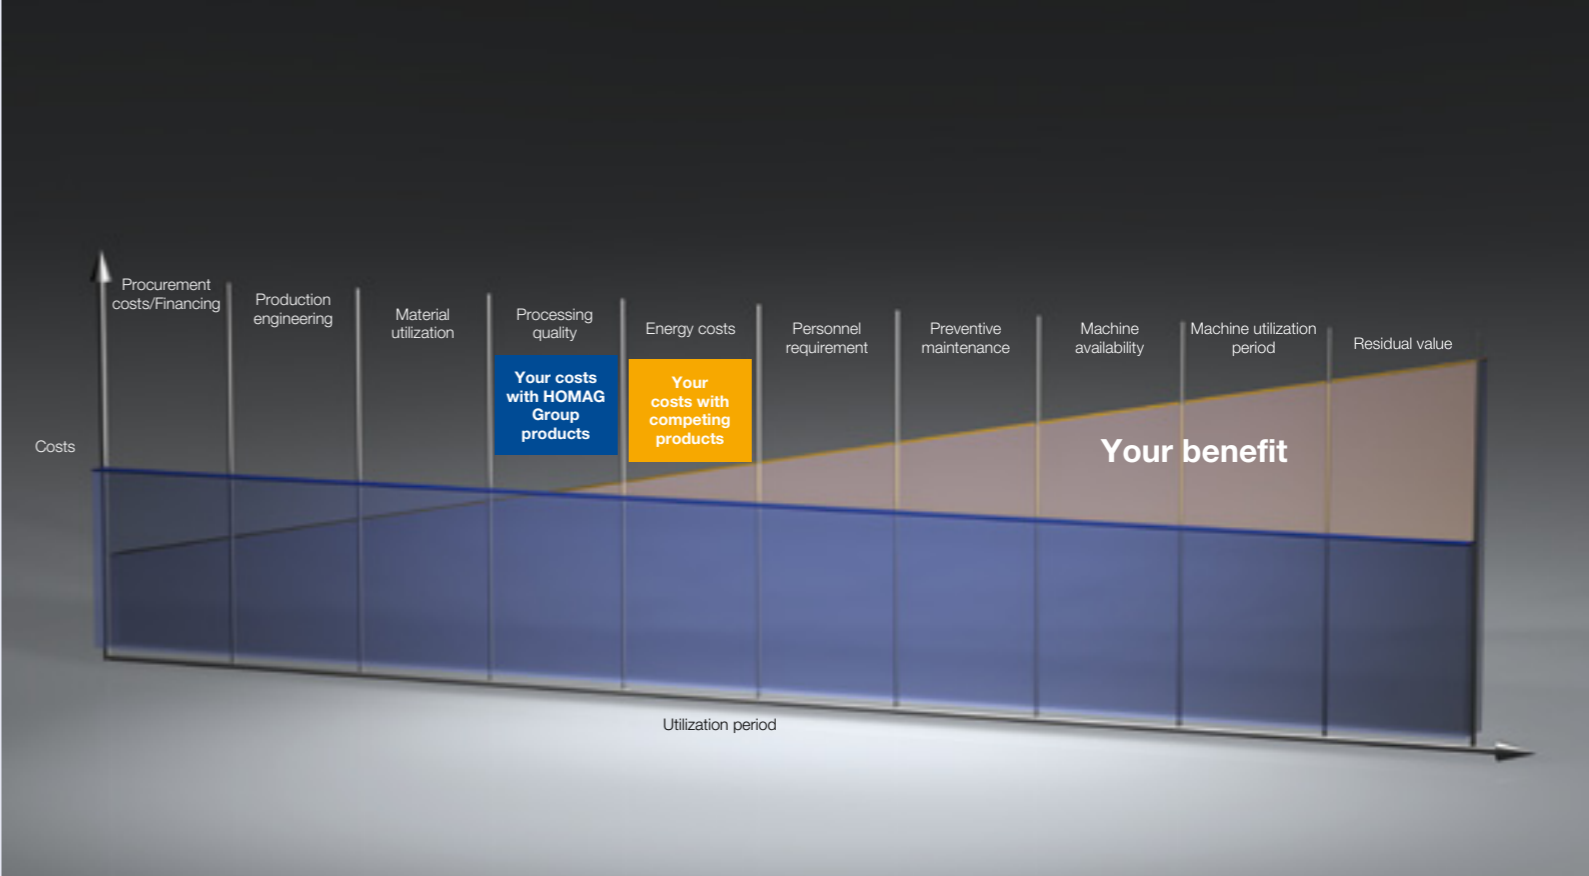 Procurement
costs/Financing
Production
engineering
Material
utilization
Processing
quality
Energy costs
Personnel
requirement
Preventive
maintenance
Machine
availability
Machine utilization
period
Residual value
Your costs
with HOMAG
Group
products
Your
costs with
competing
products
Costs
Your benefit
Utilization period